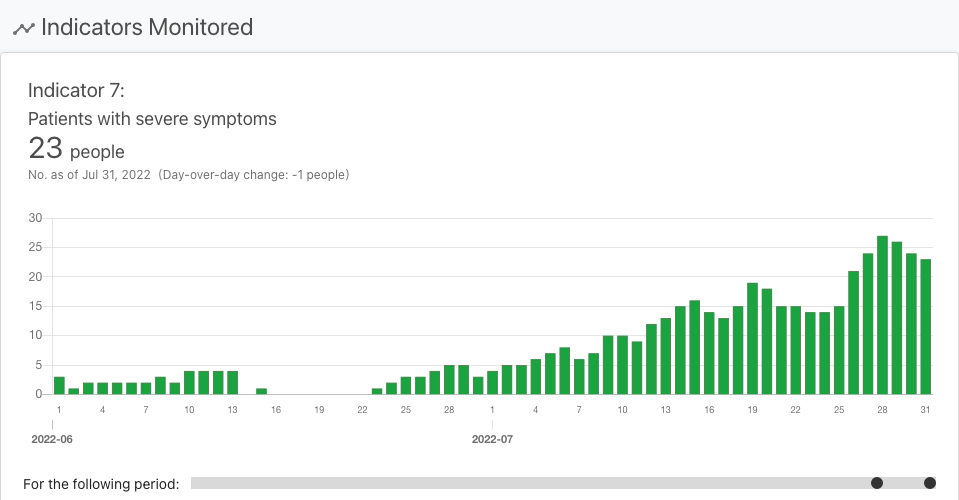 Indicators Monitored
Indicator 7:
Patients with severe symptoms
23 people
No. as of Jul 31, 2022 (Day-over-day change: -1 people)
30
25
20
15
10
5
0
1 4 7 10 13 16 19 22 25 28 1 4 7 10 13 16 19 22 25 28 31
2022-06 2022-07
For the following period: